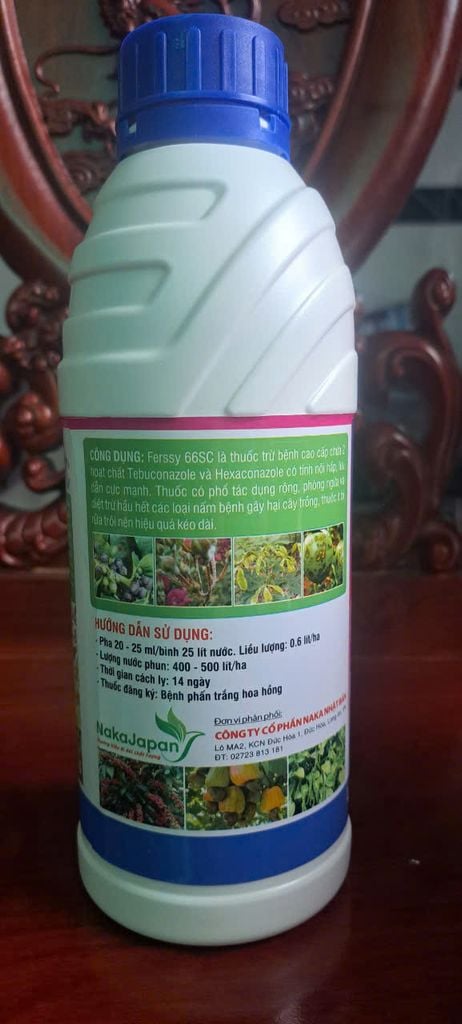 CÔNG DỤNG: Ferssy 66SC là thuốc trừ bệnh cao cấp chứa 2
hoạt chất Tebuconazole và Hexaconazole có tính nội hấp, lưu
dẫn cực mạnh. Thuốc có phổ tác dụng rộng, phòng ngừa và
diệt trừ hầu hết các loại nấm bệnh gây hại cây trồng, thuốc ít bị
rửa trôi nên hiệu quả kéo dài.
HƯỚNG DẪN SỬ DỤNG:
- Pha 20 - 25 ml/bình 25 lít nước. Liều lượng: 0.6 lít/ha
- Lượng nước phun: 400 - 500 lít/ha
- Thời gian cách ly: 14 ngày
- Thuốc đăng ký: Bệnh phấn trắng hoa hồng
NakaJapan
Đơn vị phân phối:
CÔNG TY CỔ PHẦN NAKA NHẬT BẢN
Lô MA2, KCN Đức Hòa 1, Đức Hòa, Long An
ĐT: 02723 813 181